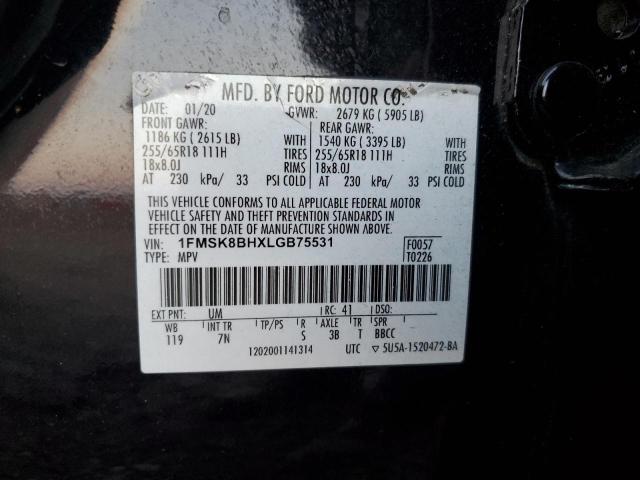 MFD. BY FORD MOTOR CO.
DATE: 01/20 GVWR: 2679 KG ( 5905 LB)
FRONT GAWR: REAR GAWR:
1186 KG ( 2615 LB) WITH 1540 KG ( 3395 LB) WITH
255/65R18 111H TIRES 255/65R18 111H TIRES
18x8.0J RIMS 18x8.0J RIMS
AT 230 kPa/ 33 PSI COLD AT 230 kPa/ 33 PSI COLD
THIS VEHICLE CONFORMS TO ALL APPLICABLE FEDERAL MOTOR
VEHICLE SAFETY AND THEFT PREVENTION STANDARDS IN
EFFECT ON THE DATE OF MANUFACTURE SHOWN ABOVE.
VIN: 1FMSK8BHXLGB75531 F0057
TYPE: MPV T0226
EXT PNT: UM RC: 41 DSO:
WB INT TR TP/PS R AXLE TR SPR
119 7N S 3B T BBCC
1202001141314 UTC ▽ 5U5A-1520472-BA